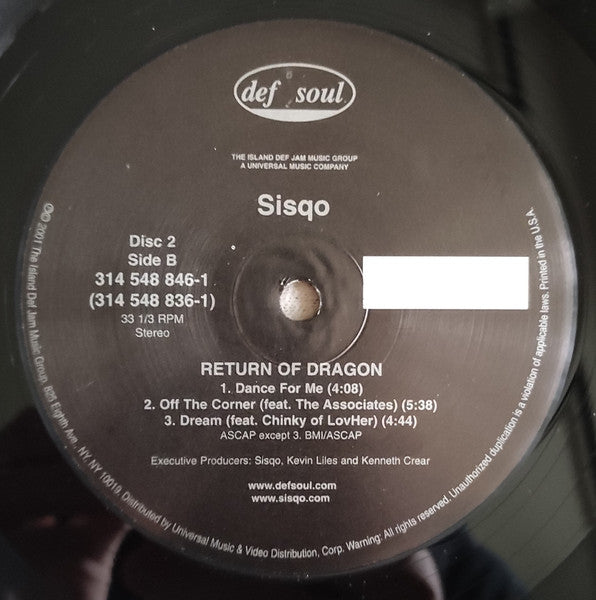 def soul
THE ISLAND DEF JAM MUSIC GROUP
A UNIVERSAL MUSIC COMPANY
Sisqo
Disc 2
Side B
314 548 846-1
(314 548 836-1)
33 1/3 RPM
Stereo
RETURN OF DRAGON
1. Dance For Me (4:08)
2. Off The Corner (feat. The Associates) (5:38)
3. Dream (feat. Chinky of LovHer) (4:44)
ASCAP except 3. BMI/ASCAP
Executive Producers: Sisqo, Kevin Liles and Kenneth Crear
www.defsoul.com
www.sisqo.com
℗© 2001 The Island Def Jam Music Group, 825 Eighth Ave., NY, NY 10019. Distributed by Universal Music & Video Distribution, Corp. Warning: All rights reserved. Unauthorized duplication is a violation of applicable laws. Printed in the U.S.A.